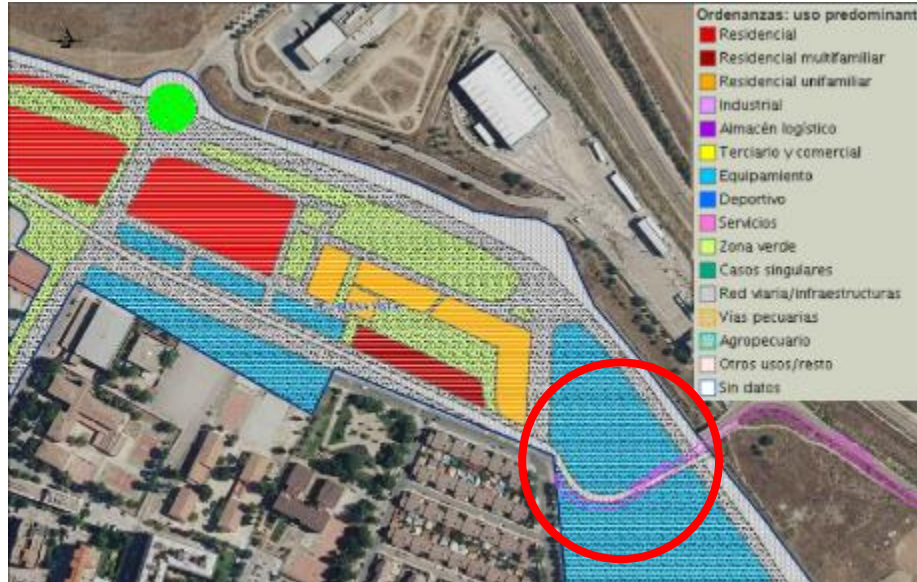 Ordenanzas: uso predominant
Residencial
Residencial multifamiliar
Residencial unifamiliar
Industrial
Almacén logístico
Terciario y comercial
Equipamiento
Deportivo
Servicios
Zona verde
Casos singulares
Red viaria/infraestructuras
Vías pecuarias
Agropecuario
Otros usos/resto
Sin datos